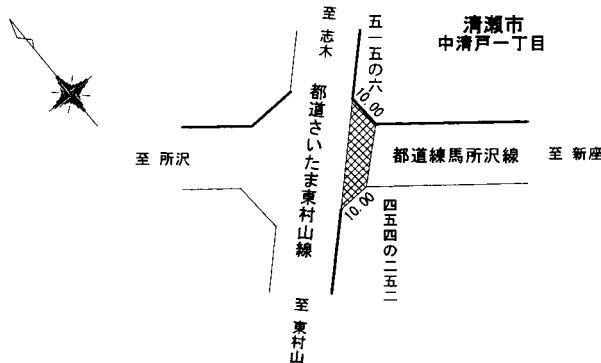 清瀬市
中清戸一丁目
至 志木
五一五の六
10.00
都道さいたま東村山線
至 所沢
都道練馬所沢線
至 新座
10.00
四五四の二五二
至 東村山